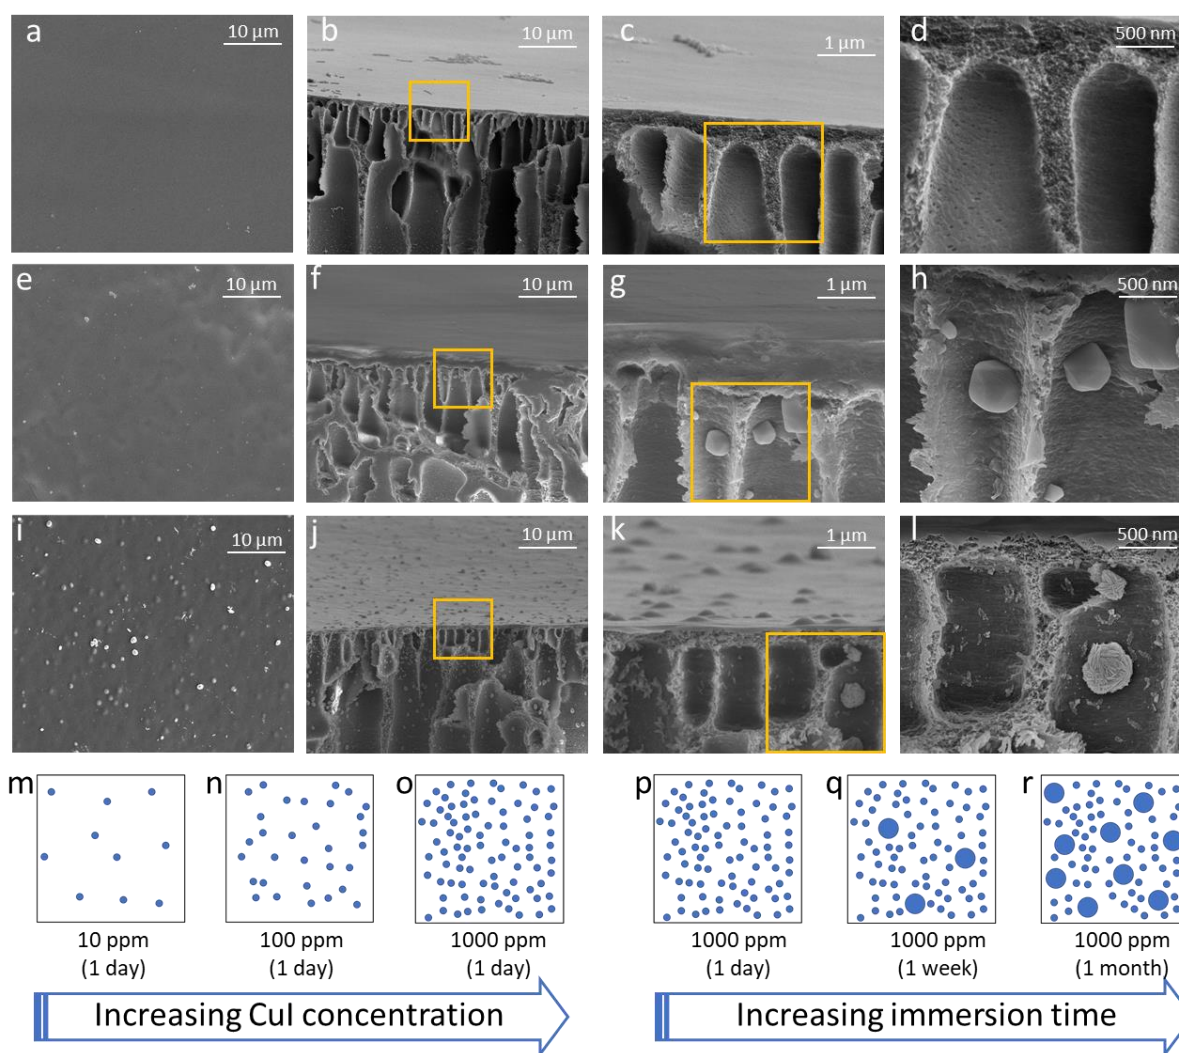 a
10 µm
b
10 µm
c
1 µm
d
500 nm
e
10 µm
f
10 µm
g
1 µm
h
500 nm
i
10 µm
j
10 µm
k
1 µm
l
500 nm
m
n
o
p
q
r
10 ppm
(1 day)
100 ppm
(1 day)
1000 ppm
(1 day)
1000 ppm
(1 day)
1000 ppm
(1 week)
1000 ppm
(1 month)
Increasing CuI concentration
Increasing immersion time